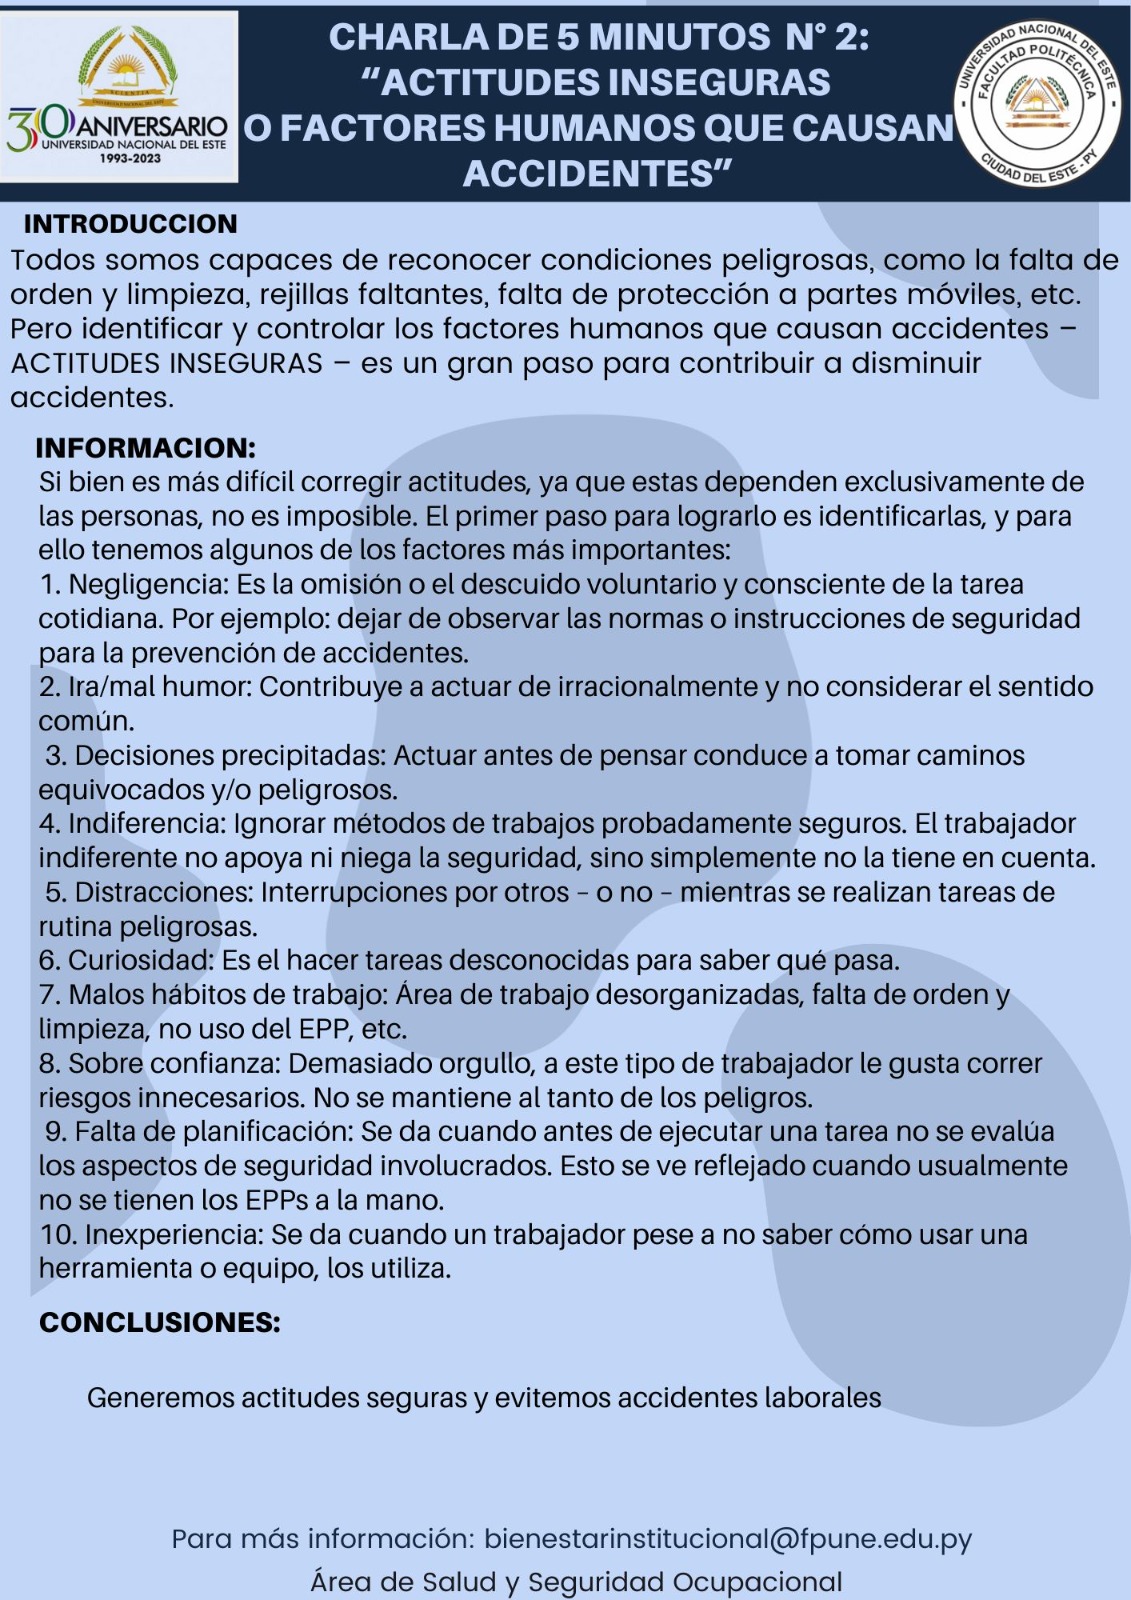 CHARLA DE 5 MINUTOS N° 2:
“ACTITUDES INSEGURAS
O FACTORES HUMANOS QUE CAUSAN
ACCIDENTES”
30 ANIVERSARIO
UNIVERSIDAD NACIONAL DEL ESTE
1993-2023
UNIVERSIDAD NACIONAL DEL ESTE
FACULTAD POLITÉCNICA
CIUDAD DEL ESTE - PY
INTRODUCCION
Todos somos capaces de reconocer condiciones peligrosas, como la falta de
orden y limpieza, rejillas faltantes, falta de protección a partes móviles, etc.
Pero identificar y controlar los factores humanos que causan accidentes –
ACTITUDES INSEGURAS – es un gran paso para contribuir a disminuir
accidentes.
INFORMACION:
Si bien es más difícil corregir actitudes, ya que estas dependen exclusivamente de
las personas, no es imposible. El primer paso para lograrlo es identificarlas, y para
ello tenemos algunos de los factores más importantes:
1. Negligencia: Es la omisión o el descuido voluntario y consciente de la tarea
cotidiana. Por ejemplo: dejar de observar las normas o instrucciones de seguridad
para la prevención de accidentes.
2. Ira/mal humor: Contribuye a actuar de irracionalmente y no considerar el sentido
común.
3. Decisiones precipitadas: Actuar antes de pensar conduce a tomar caminos
equivocados y/o peligrosos.
4. Indiferencia: Ignorar métodos de trabajos probadamente seguros. El trabajador
indiferente no apoya ni niega la seguridad, sino simplemente no la tiene en cuenta.
5. Distracciones: Interrupciones por otros – o no – mientras se realizan tareas de
rutina peligrosas.
6. Curiosidad: Es el hacer tareas desconocidas para saber qué pasa.
7. Malos hábitos de trabajo: Área de trabajo desorganizadas, falta de orden y
limpieza, no uso del EPP, etc.
8. Sobre confianza: Demasiado orgullo, a este tipo de trabajador le gusta correr
riesgos innecesarios. No se mantiene al tanto de los peligros.
9. Falta de planificación: Se da cuando antes de ejecutar una tarea no se evalúa
los aspectos de seguridad involucrados. Esto se ve reflejado cuando usualmente
no se tienen los EPPs a la mano.
10. Inexperiencia: Se da cuando un trabajador pese a no saber cómo usar una
herramienta o equipo, los utiliza.
CONCLUSIONES:
Generemos actitudes seguras y evitemos accidentes laborales
Para más información: bienestarinstitucional@fpune.edu.py
Área de Salud y Seguridad Ocupacional